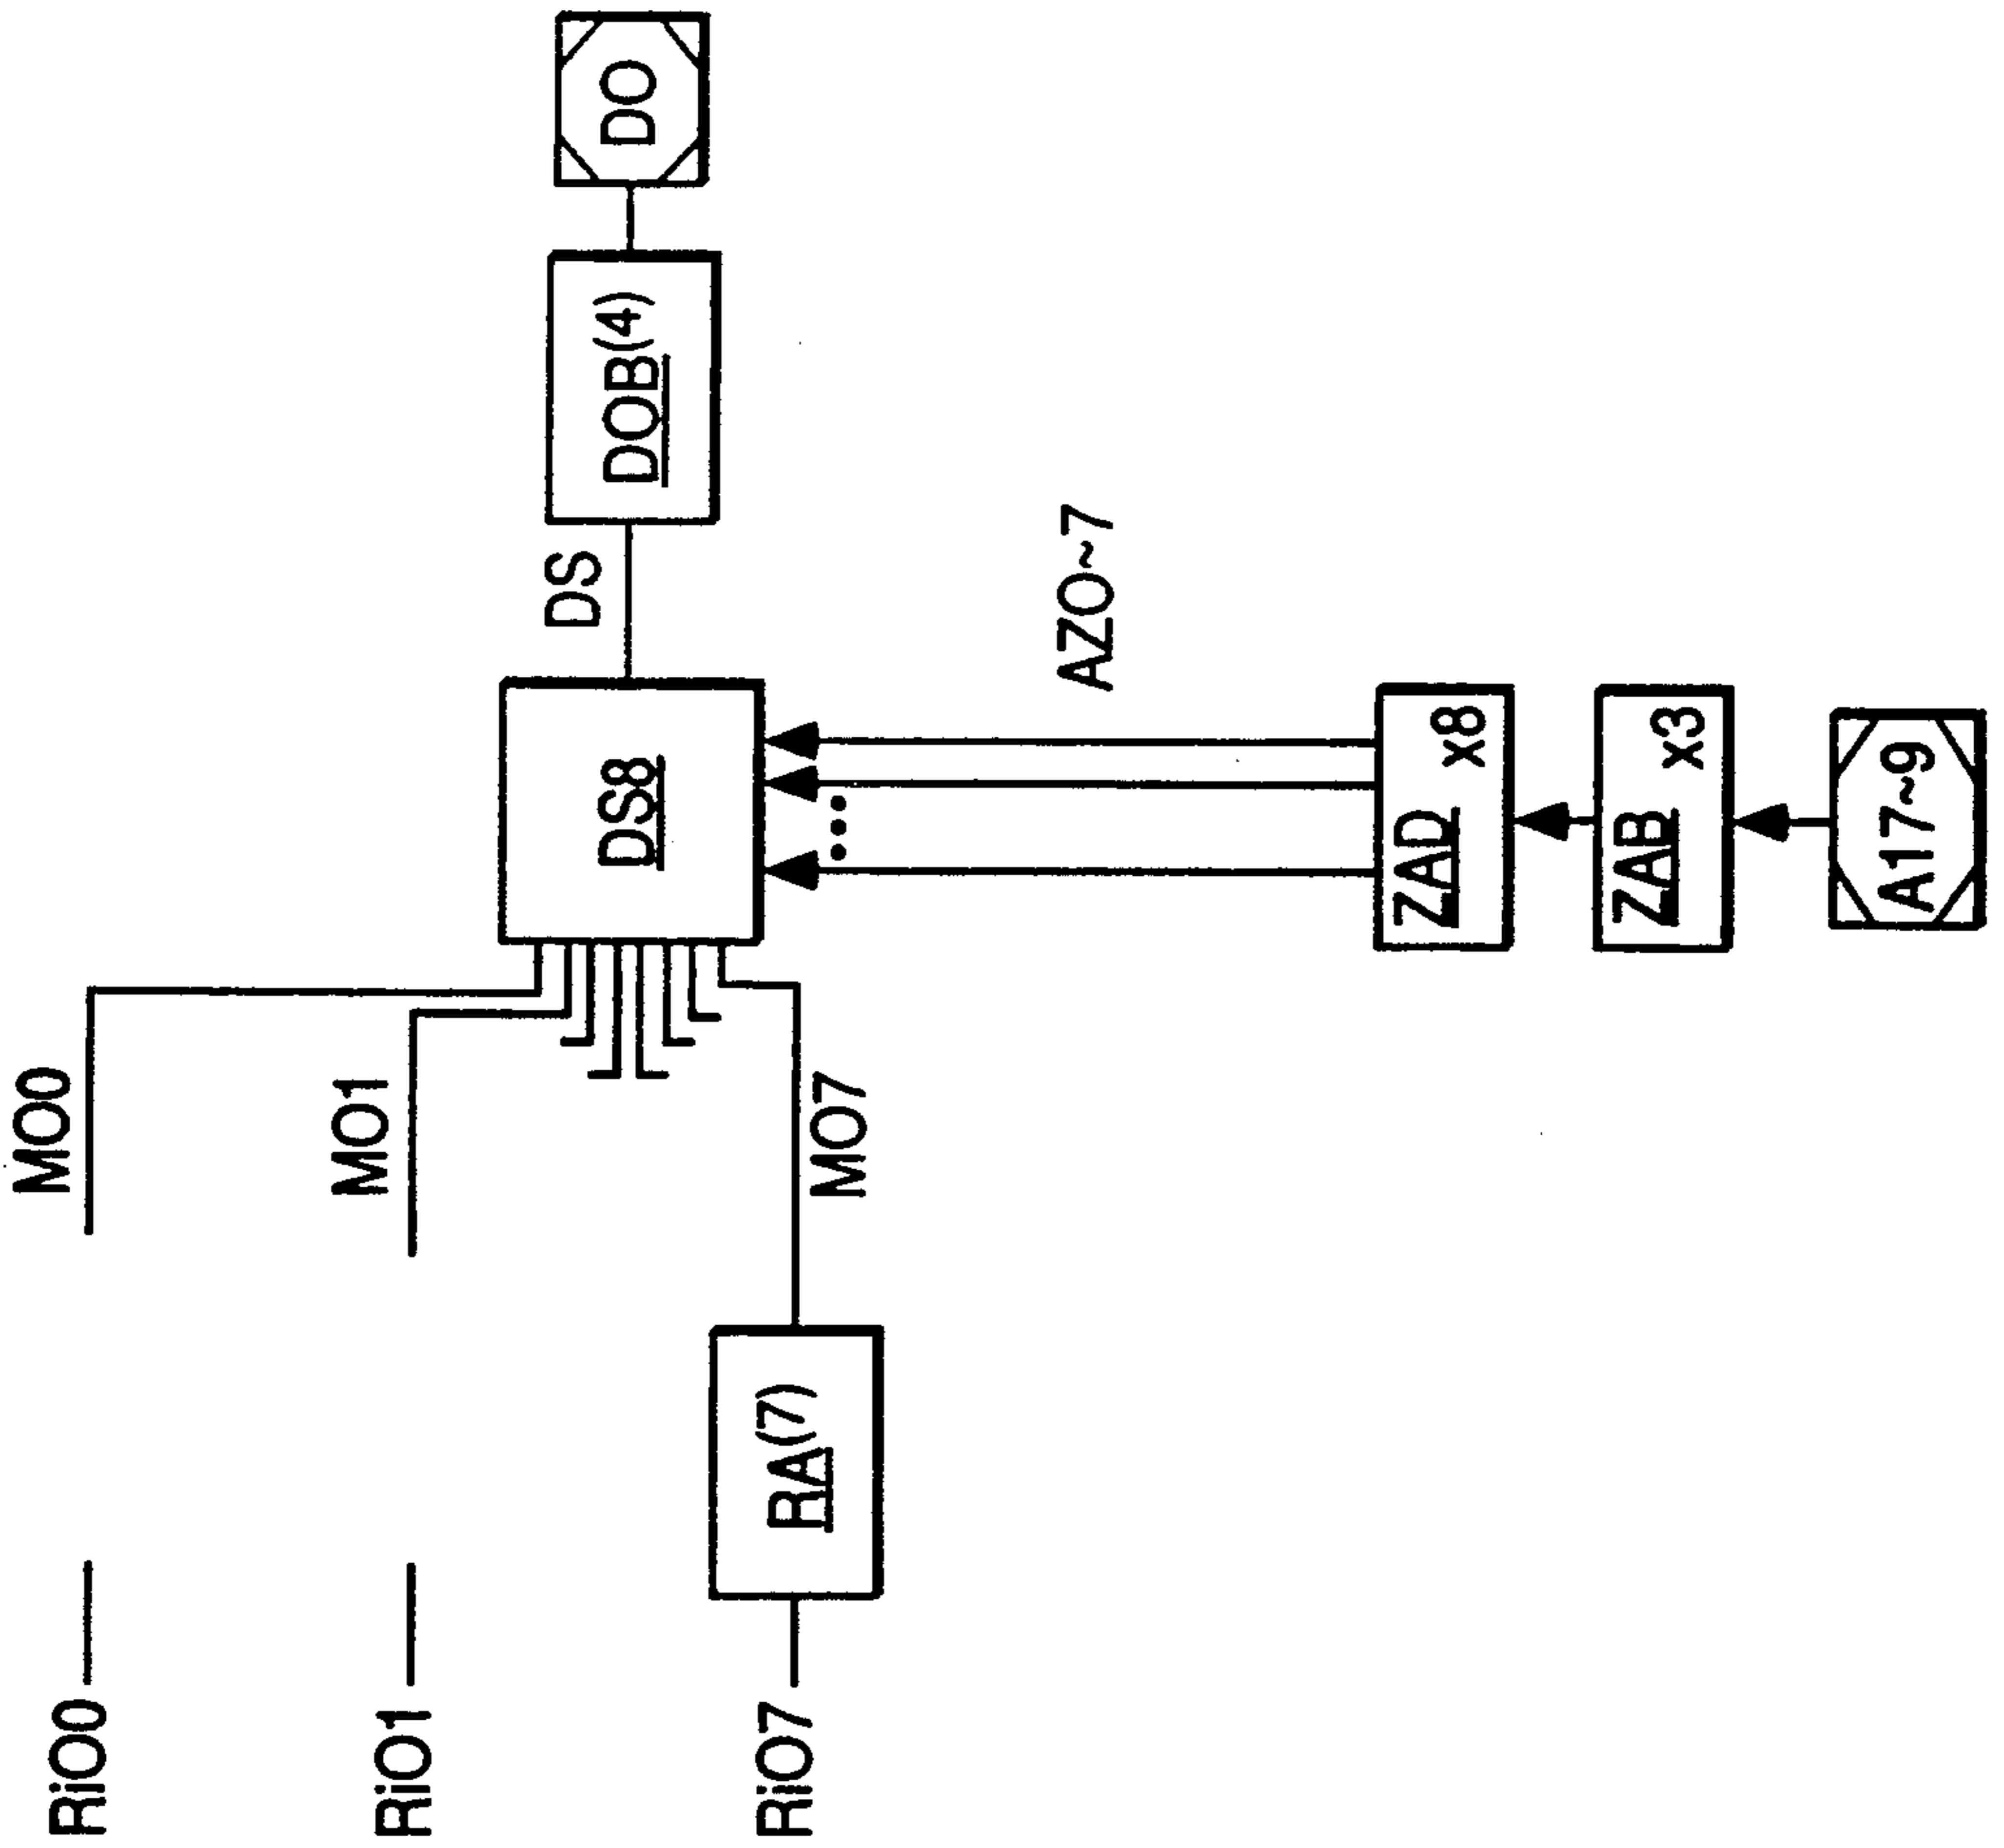 RiO0
MO0
RiO1
MO1
RiO7
RA(7)
MO7
DS8
DS
DOB(4)
DO
AZO~7
ZAD x8
ZAB x3
A17~9